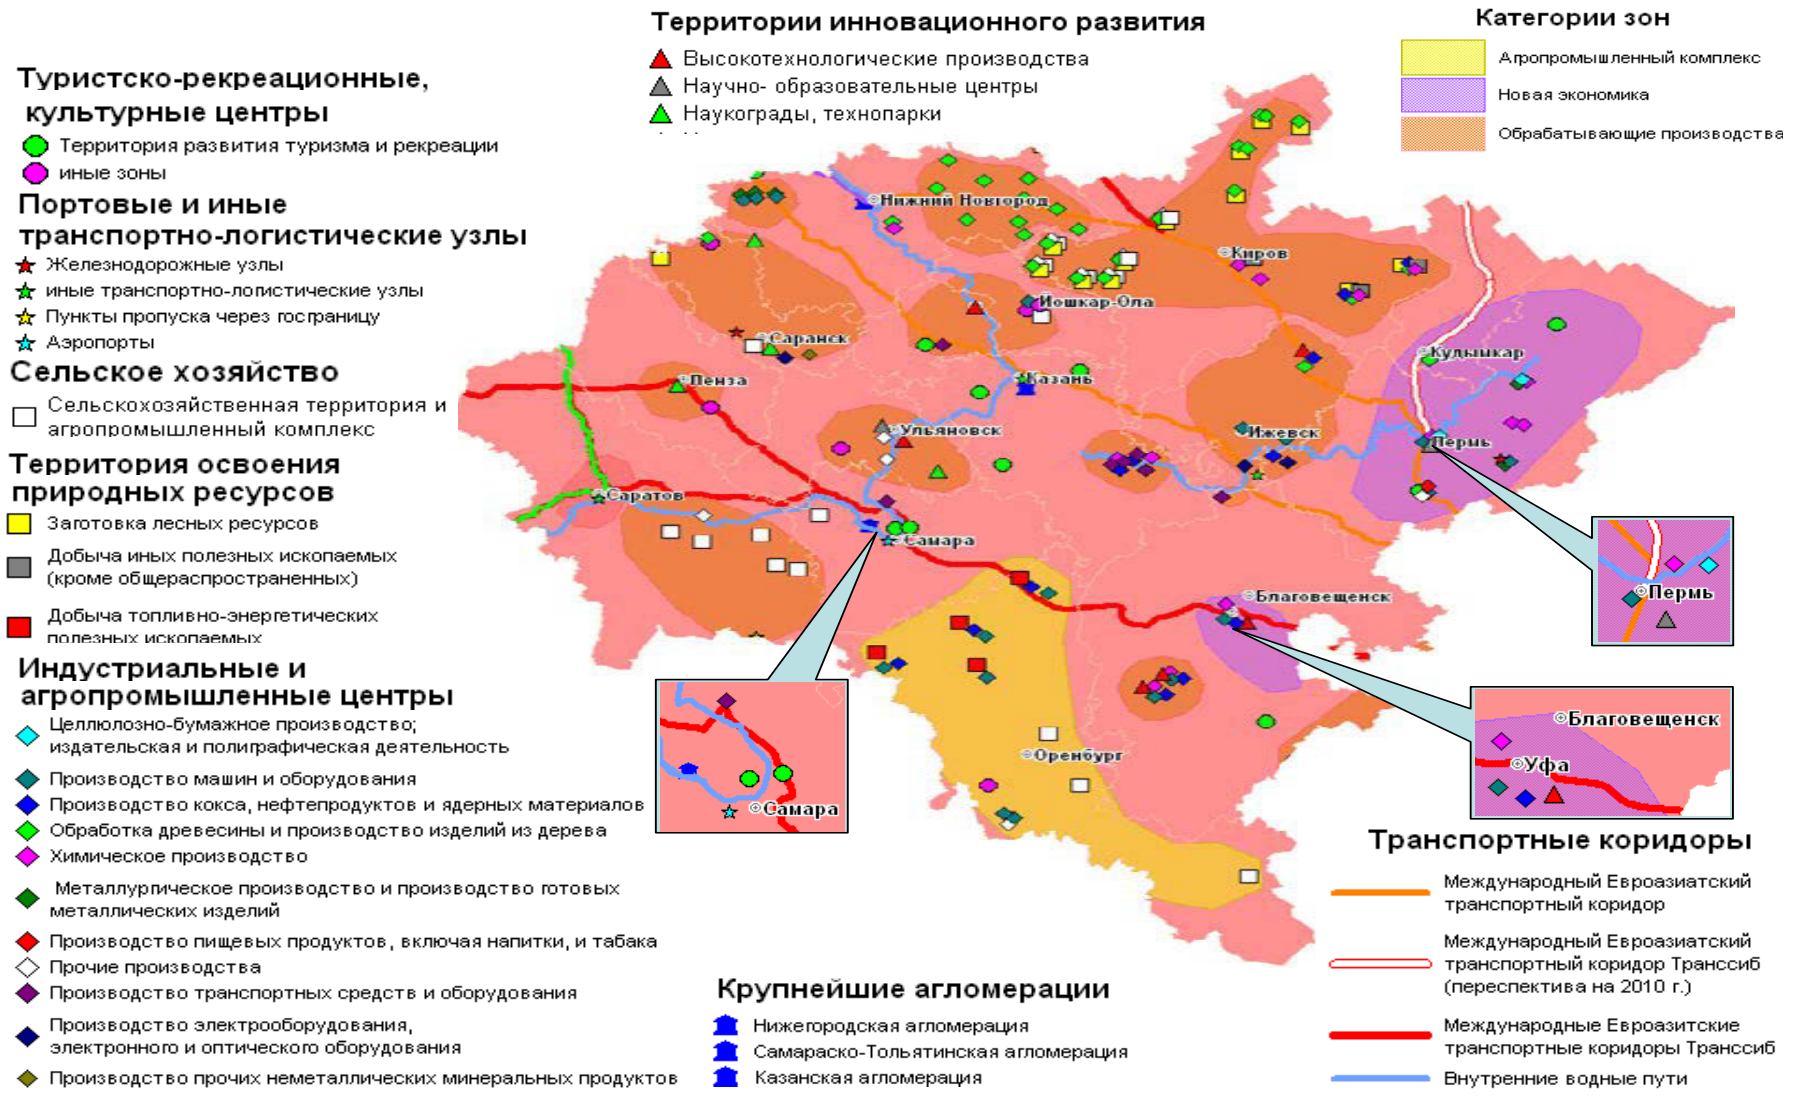 Территории инновационного развития
Высокотехнологические производства
Научно- образовательные центры
Наукограды, технопарки
Категории зон
Агропромышленный комплекс
Новая экономика
Обрабатывающие производства
Туристско-рекреационные,
культурные центры
Территория развития туризма и рекреации
иные зоны
Портовые и иные
транспортно-логистические узлы
Железнодорожные узлы
иные транспортно-логистические узлы
Пункты пропуска через госграницу
Аэропорты
Сельское хозяйство
Сельскохозяйственная территория и
агропромышленный комплекс
Территория освоения
природных ресурсов
Заготовка лесных ресурсов
Добыча иных полезных ископаемых
(кроме общераспространенных)
Добыча топливно-энергетических
полезных ископаемых
Индустриальные и
агропромышленные центры
Целлюлозно-бумажное производство;
издательская и полиграфическая деятельность
Производство машин и оборудования
Производство кокса, нефтепродуктов и ядерных материалов
Обработка древесины и производство изделий из дерева
Химическое производство
Металлургическое производство и производство готовых
металлических изделий
Производство пищевых продуктов, включая напитки, и табака
Прочие производства
Производство транспортных средств и оборудования
Производство электрооборудования,
электронного и оптического оборудования
Производство прочих неметаллических минеральных продуктов
Нижний Новгород
Киров
Йошкар-Ола
Саранск
Кудымкар
Пенза
Казань
Ульяновск
Ижевск
Пермь
Саратов
Самара
Благовещенск
Оренбург
Пермь
Самара
Благовещенск
Уфа
Крупнейшие агломерации
Нижегородская агломерация
Самараско-Тольятинская агломерация
Казанская агломерация
Транспортные коридоры
Международный Евроазиатский
транспортный коридор
Международный Евроазиатский
транспортный коридор Транссиб
(переспектива на 2010 г.)
Международные Евроазитские
транспортные коридоры Транссиб
Внутренние водные пути